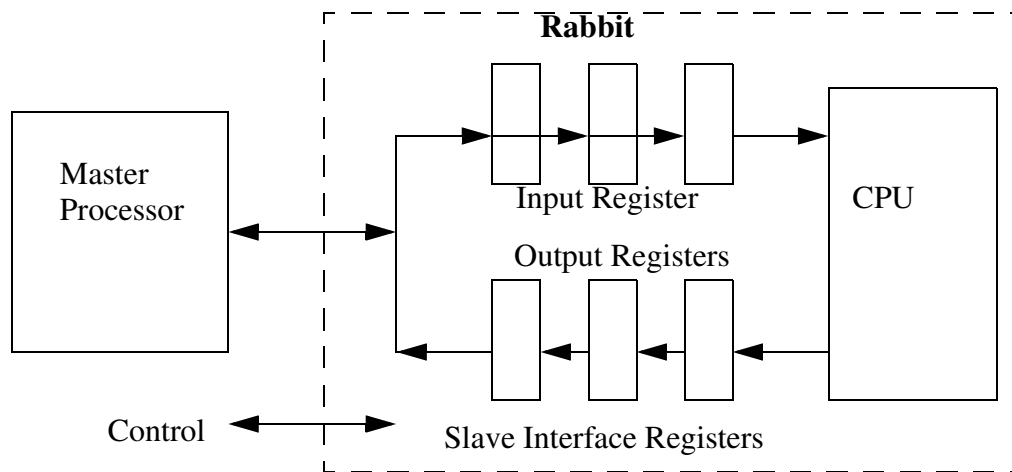 Rabbit
Master
Processor
Input Register
CPU
Output Registers
Control
Slave Interface Registers